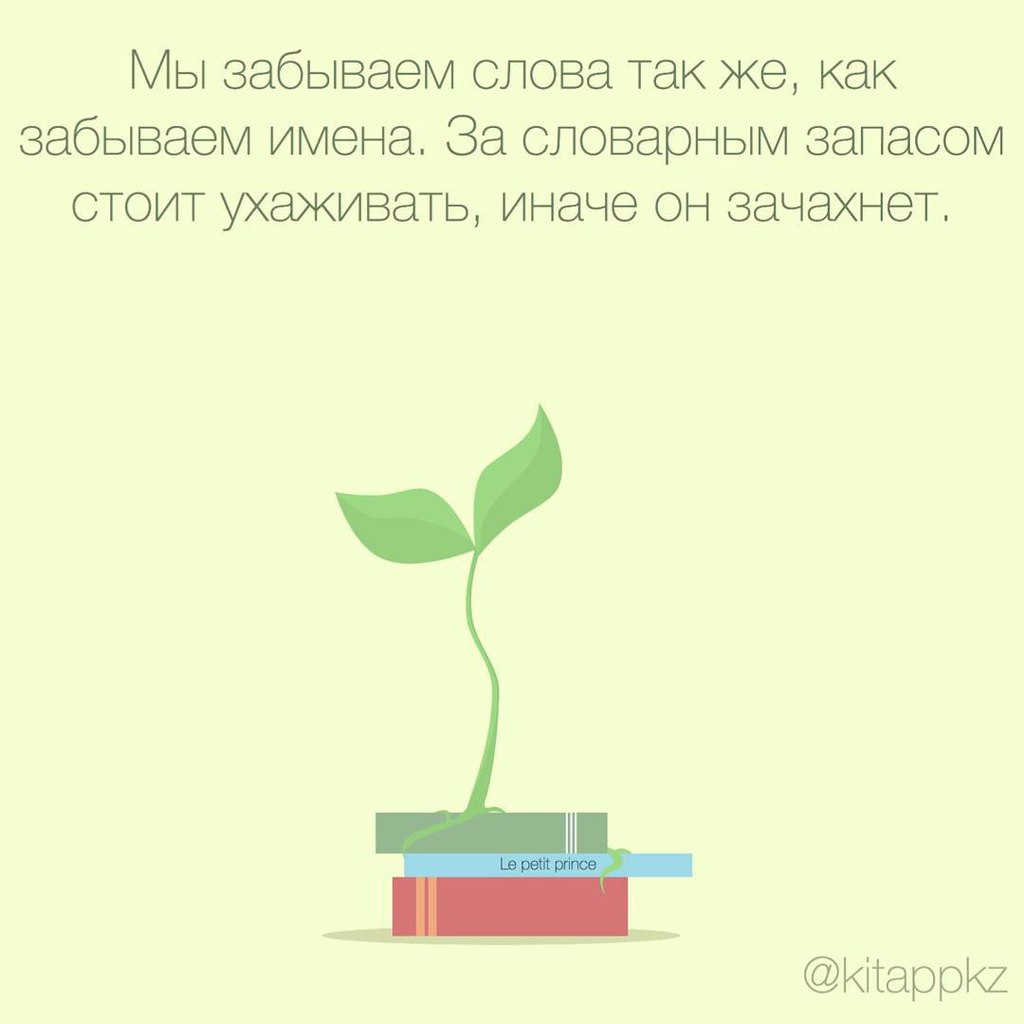 Мы забываем слова так же, как
забываем имена. За словарным запасом
стоит ухаживать, иначе он зачахнет.
Le petit prince
@kitappkz